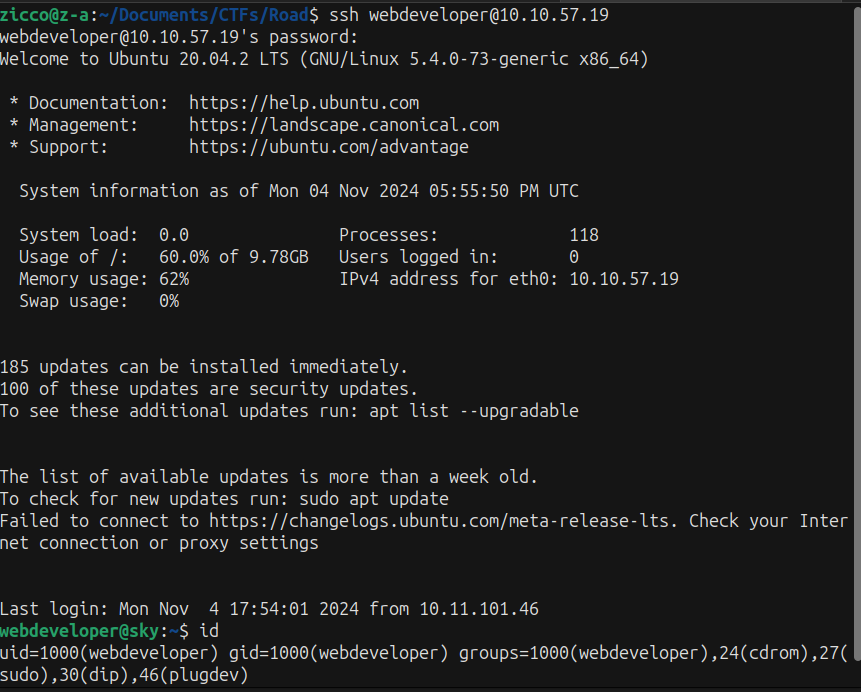 zicco@z-a:~/Documents/CTFs/Road$ ssh webdeveloper@10.10.57.19
webdeveloper@10.10.57.19's password:
Welcome to Ubuntu 20.04.2 LTS (GNU/Linux 5.4.0-73-generic x86_64)

 * Documentation:  https://help.ubuntu.com
 * Management:     https://landscape.canonical.com
 * Support:        https://ubuntu.com/advantage

  System information as of Mon 04 Nov 2024 05:55:50 PM UTC

  System load:  0.0               Processes:             118
  Usage of /:   60.0% of 9.78GB   Users logged in:       0
  Memory usage: 62%               IPv4 address for eth0: 10.10.57.19
  Swap usage:   0%

185 updates can be installed immediately.
100 of these updates are security updates.
To see these additional updates run: apt list --upgradable

The list of available updates is more than a week old.
To check for new updates run: sudo apt update
Failed to connect to https://changelogs.ubuntu.com/meta-release-lts. Check your Inter
net connection or proxy settings

Last login: Mon Nov  4 17:54:01 2024 from 10.11.101.46
webdeveloper@sky:~$ id
uid=1000(webdeveloper) gid=1000(webdeveloper) groups=1000(webdeveloper),24(cdrom),27(
sudo),30(dip),46(plugdev)